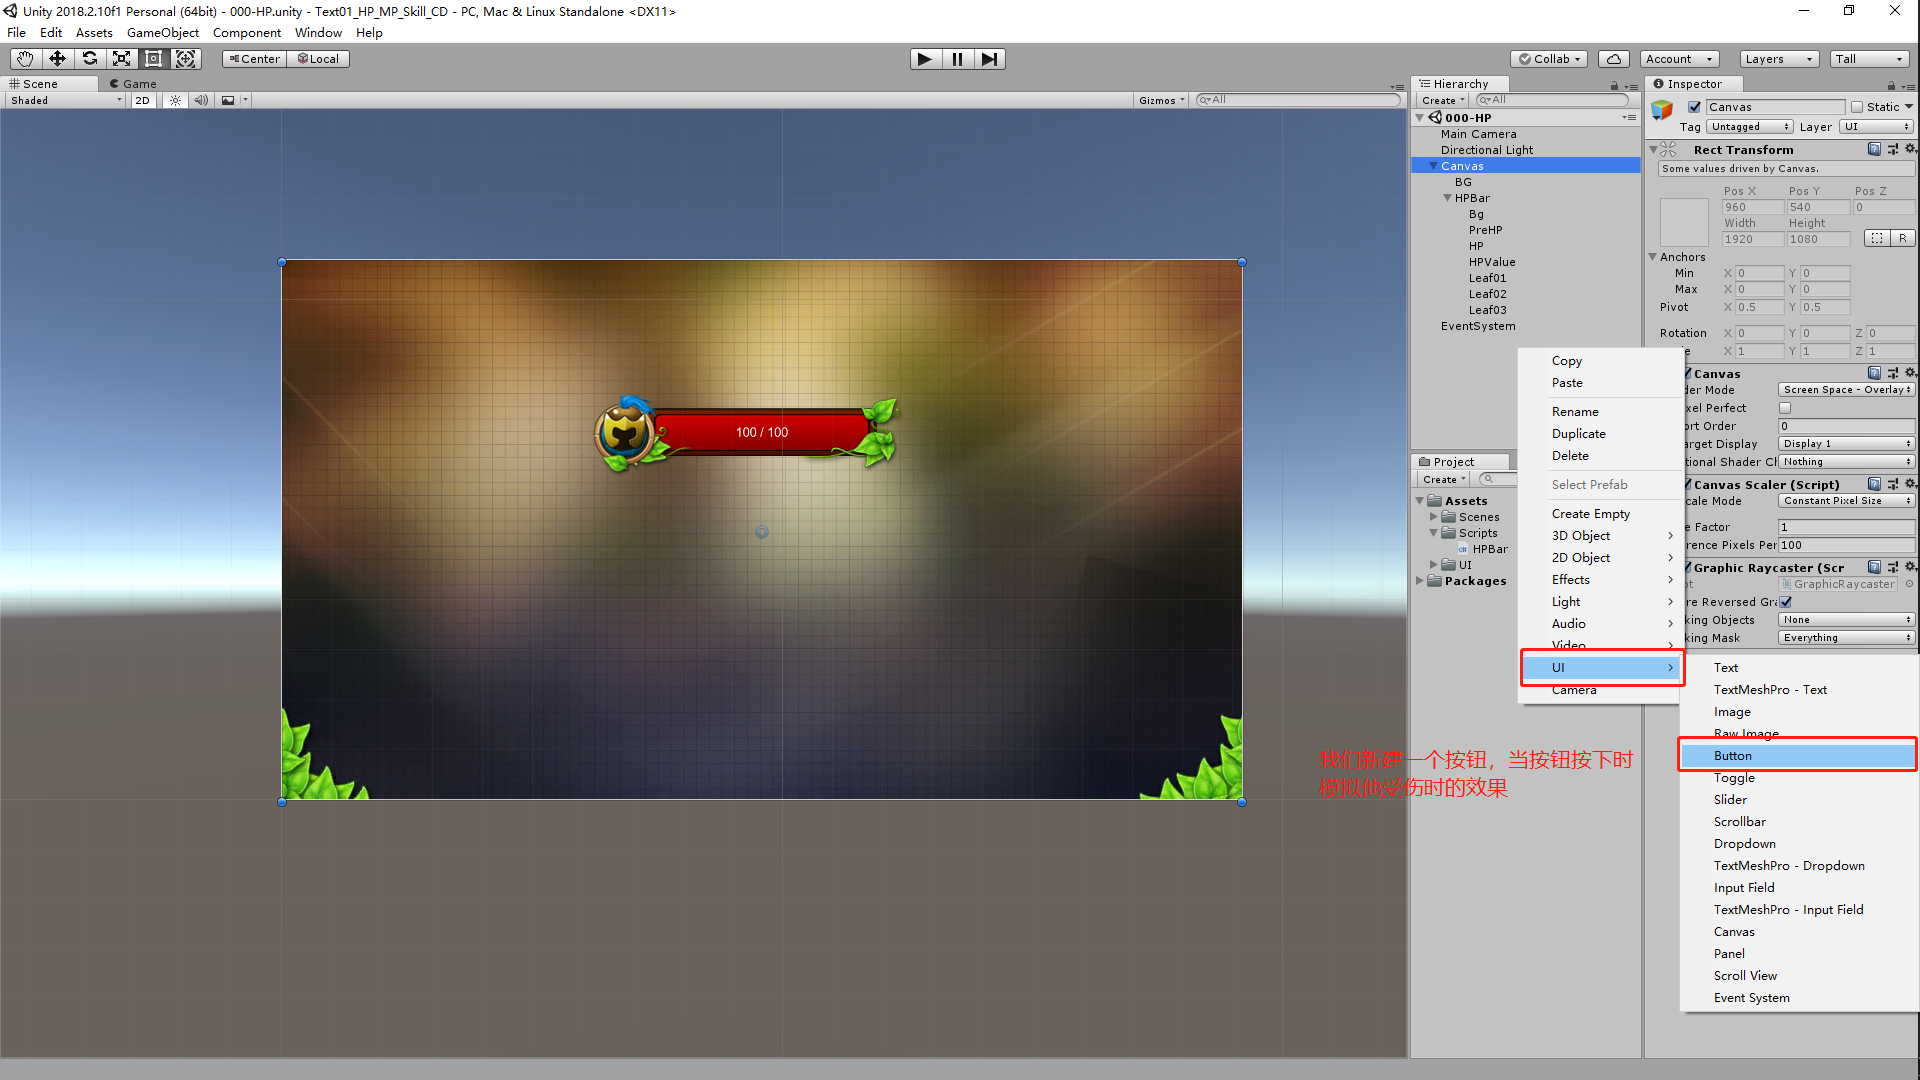 Unity 2018.2.10f1 Personal (64bit) - 000-HP.unity - Text01_HP_MP_Skill_CD - PC, Mac & Linux Standalone <DX11>
File Edit Assets GameObject Component Window Help
Center Local
Collab Account Layers Tall
Scene Game
Shaded 2D Gizmos All
100 / 100
Hierarchy
Create All
000-HP
Main Camera
Directional Light
Canvas
BG
HPBar
Bg
PreHP
HP
HPValue
Leaf01
Leaf02
Leaf03
EventSystem
Project
Create
Assets
Scenes
Scripts
HPBar
UI
Packages
Inspector
Canvas Static
Tag Untagged Layer UI
Rect Transform
Some values driven by Canvas.
Pos X Pos Y Pos Z
960 540 0
Width Height
1920 1080 R
Anchors
Min X 0 Y 0
Max X 0 Y 0
Pivot X 0.5 Y 0.5
Rotation X 0 Y 0 Z 0
e X 1 Y 1 Z 1
Canvas
der Mode Screen Space - Overlay
xel Perfect
ort Order 0
arget Display Display 1
tional Shader Cl Nothing
Canvas Scaler (Script)
cale Mode Constant Pixel Size
e Factor 1
rence Pixels Per 100
Graphic Raycaster (Scr
pt GraphicRaycaster
re Reversed Gra
king Objects None
king Mask Everything
Copy
Paste
Rename
Duplicate
Delete
Select Prefab
Create Empty
3D Object
2D Object
Effects
Light
Audio
Video
UI
Camera
Text
TextMeshPro - Text
Image
Raw Image
Button
Toggle
Slider
Scrollbar
Dropdown
TextMeshPro - Dropdown
Input Field
TextMeshPro - Input Field
Canvas
Panel
Scroll View
Event System
我们新建一个按钮，当按钮按下时
模拟他受伤时的效果